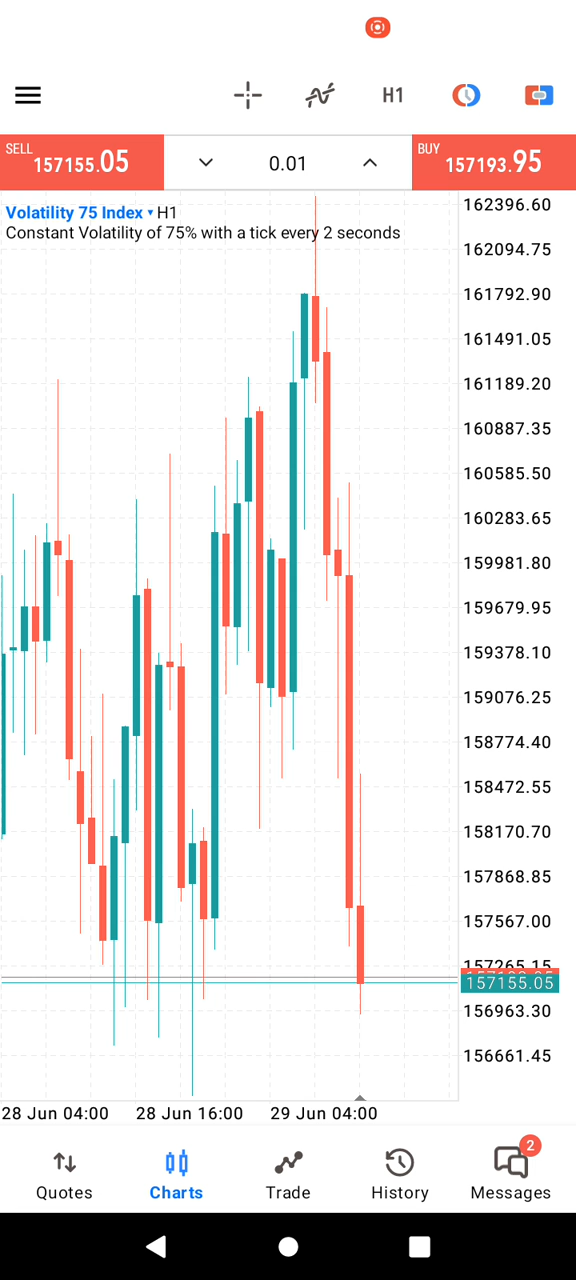 H1
SELL
157155.05
0.01
BUY
157193.95
Volatility 75 Index ▾ H1
Constant Volatility of 75% with a tick every 2 seconds
162396.60
162094.75
161792.90
161491.05
161189.20
160887.35
160585.50
160283.65
159981.80
159679.95
159378.10
159076.25
158774.40
158472.55
158170.70
157868.85
157567.00
157265.15
157155.05
156963.30
156661.45
28 Jun 04:00
28 Jun 16:00
29 Jun 04:00
2
Quotes
Charts
Trade
History
Messages